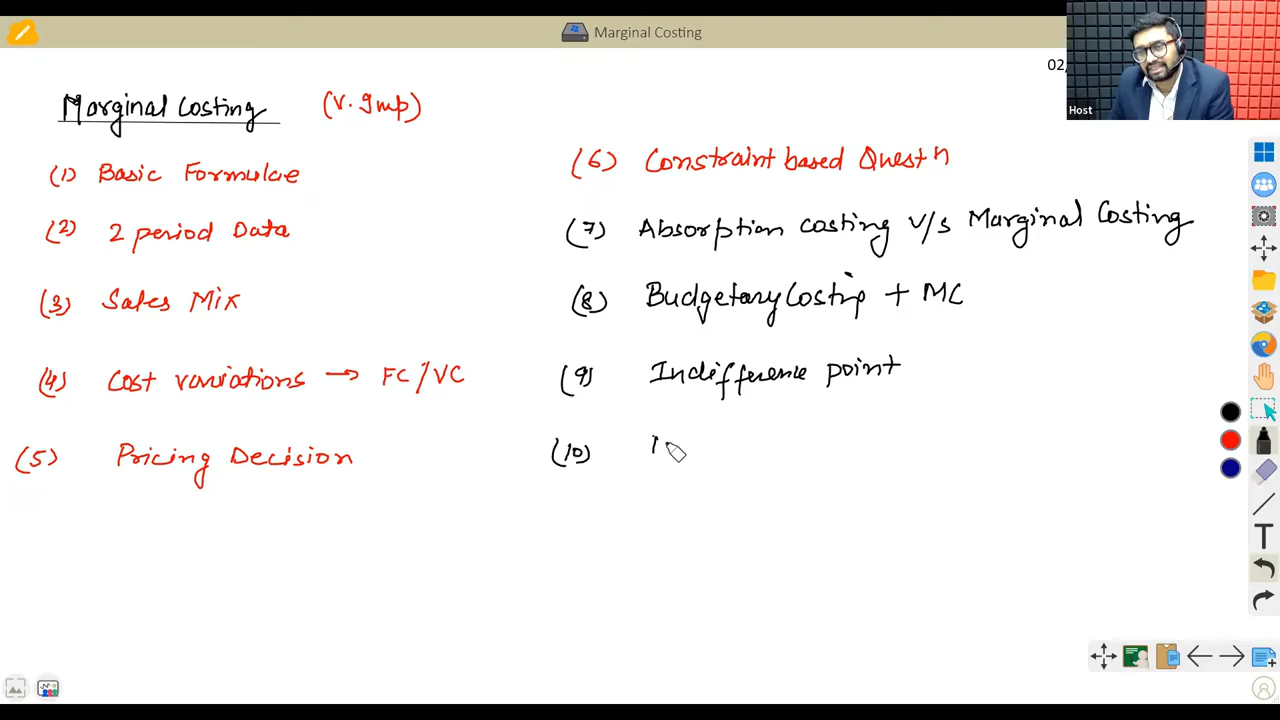 Marginal Costing
02/
Host
Marginal Costing (V. Imp)
(1) Basic Formulae
(2) 2 period Data
(3) Sales Mix
(4) Cost variations → FC/VC
(5) Pricing Decision
(6) Constraint based Questn
(7) Absorption costing v/s Marginal Costing
(8) Budgetary Costing + MC
(9) Indifference point
(10) I